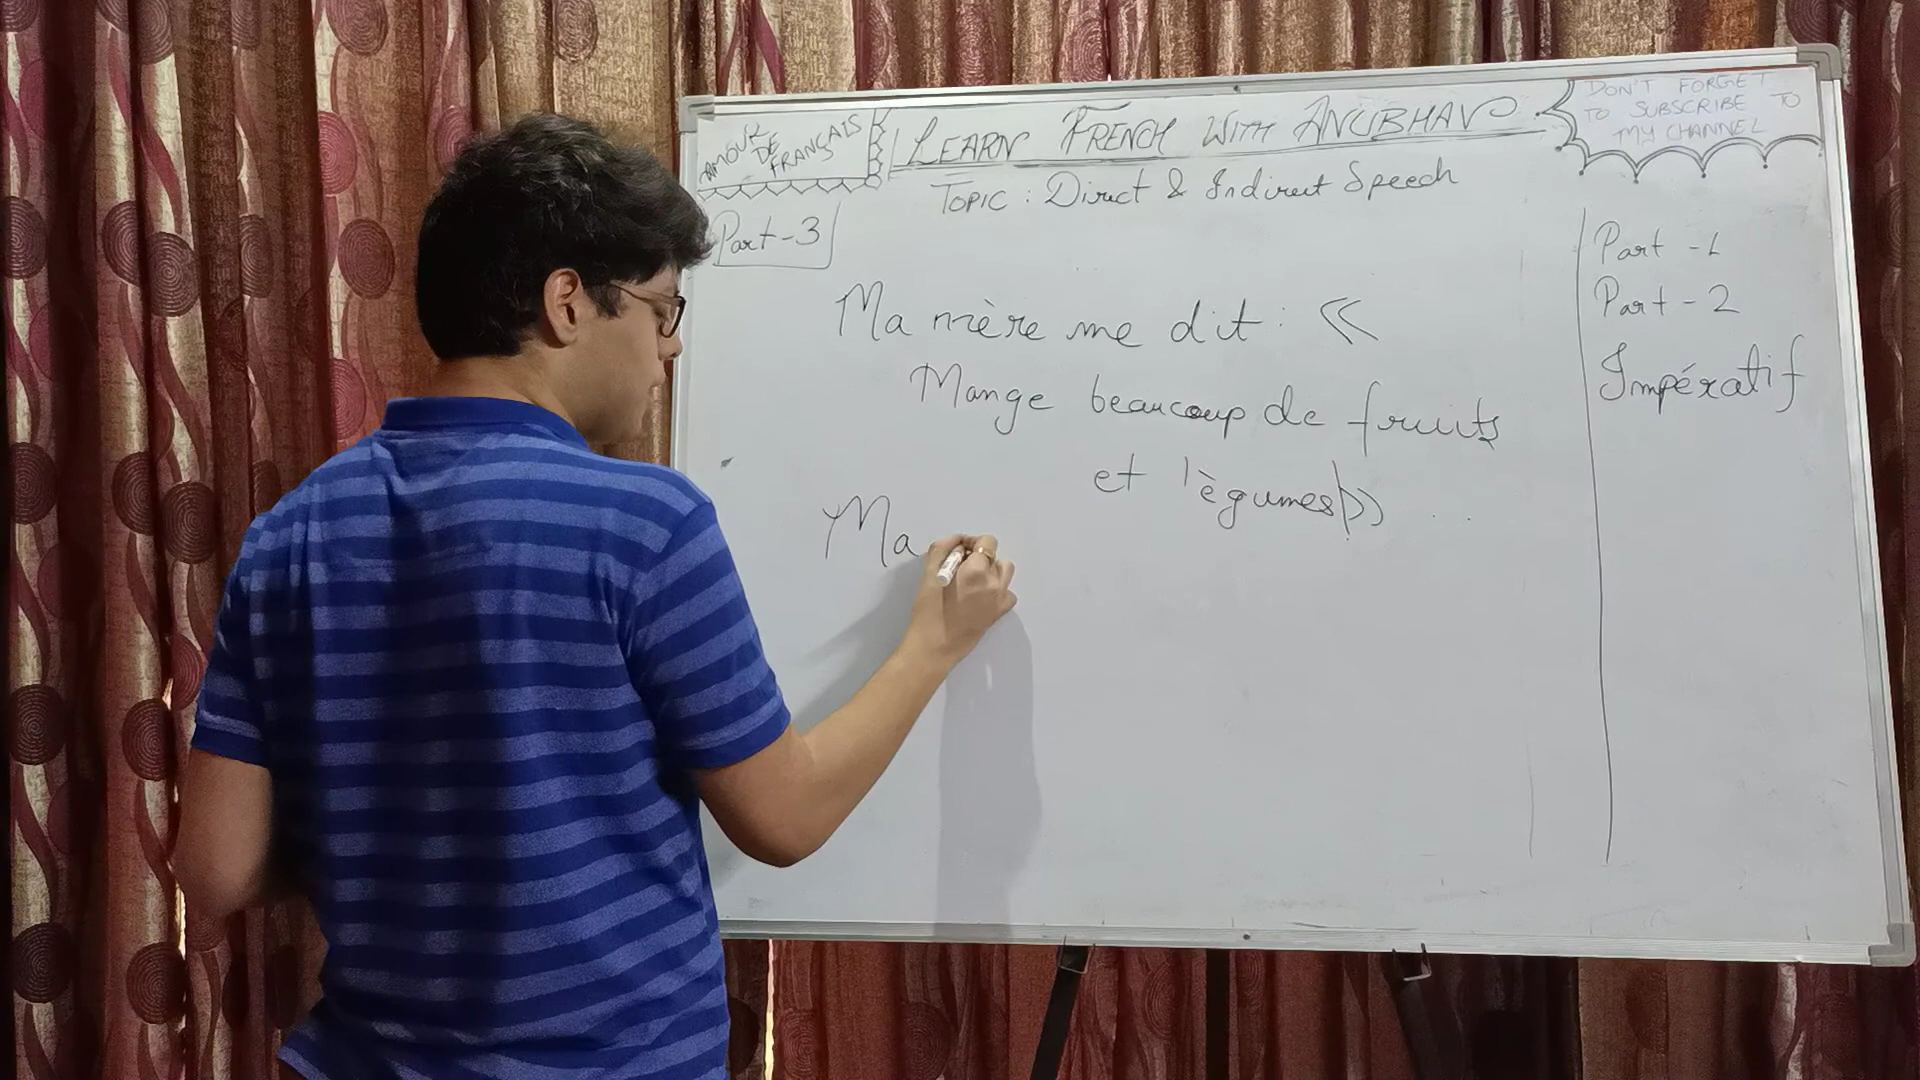 AMOUR
DE
FRANÇAIS
LEARN FRENCH WITH ANUBHAV
DON'T FORGET
TO SUBSCRIBE TO
MY CHANNEL
TOPIC : Direct & Indirect Speech
Part-3
Ma mère me dit : «
Mange beaucoup de fruits
et lègumes»
Ma
Part - 1
Part - 2
Impératif